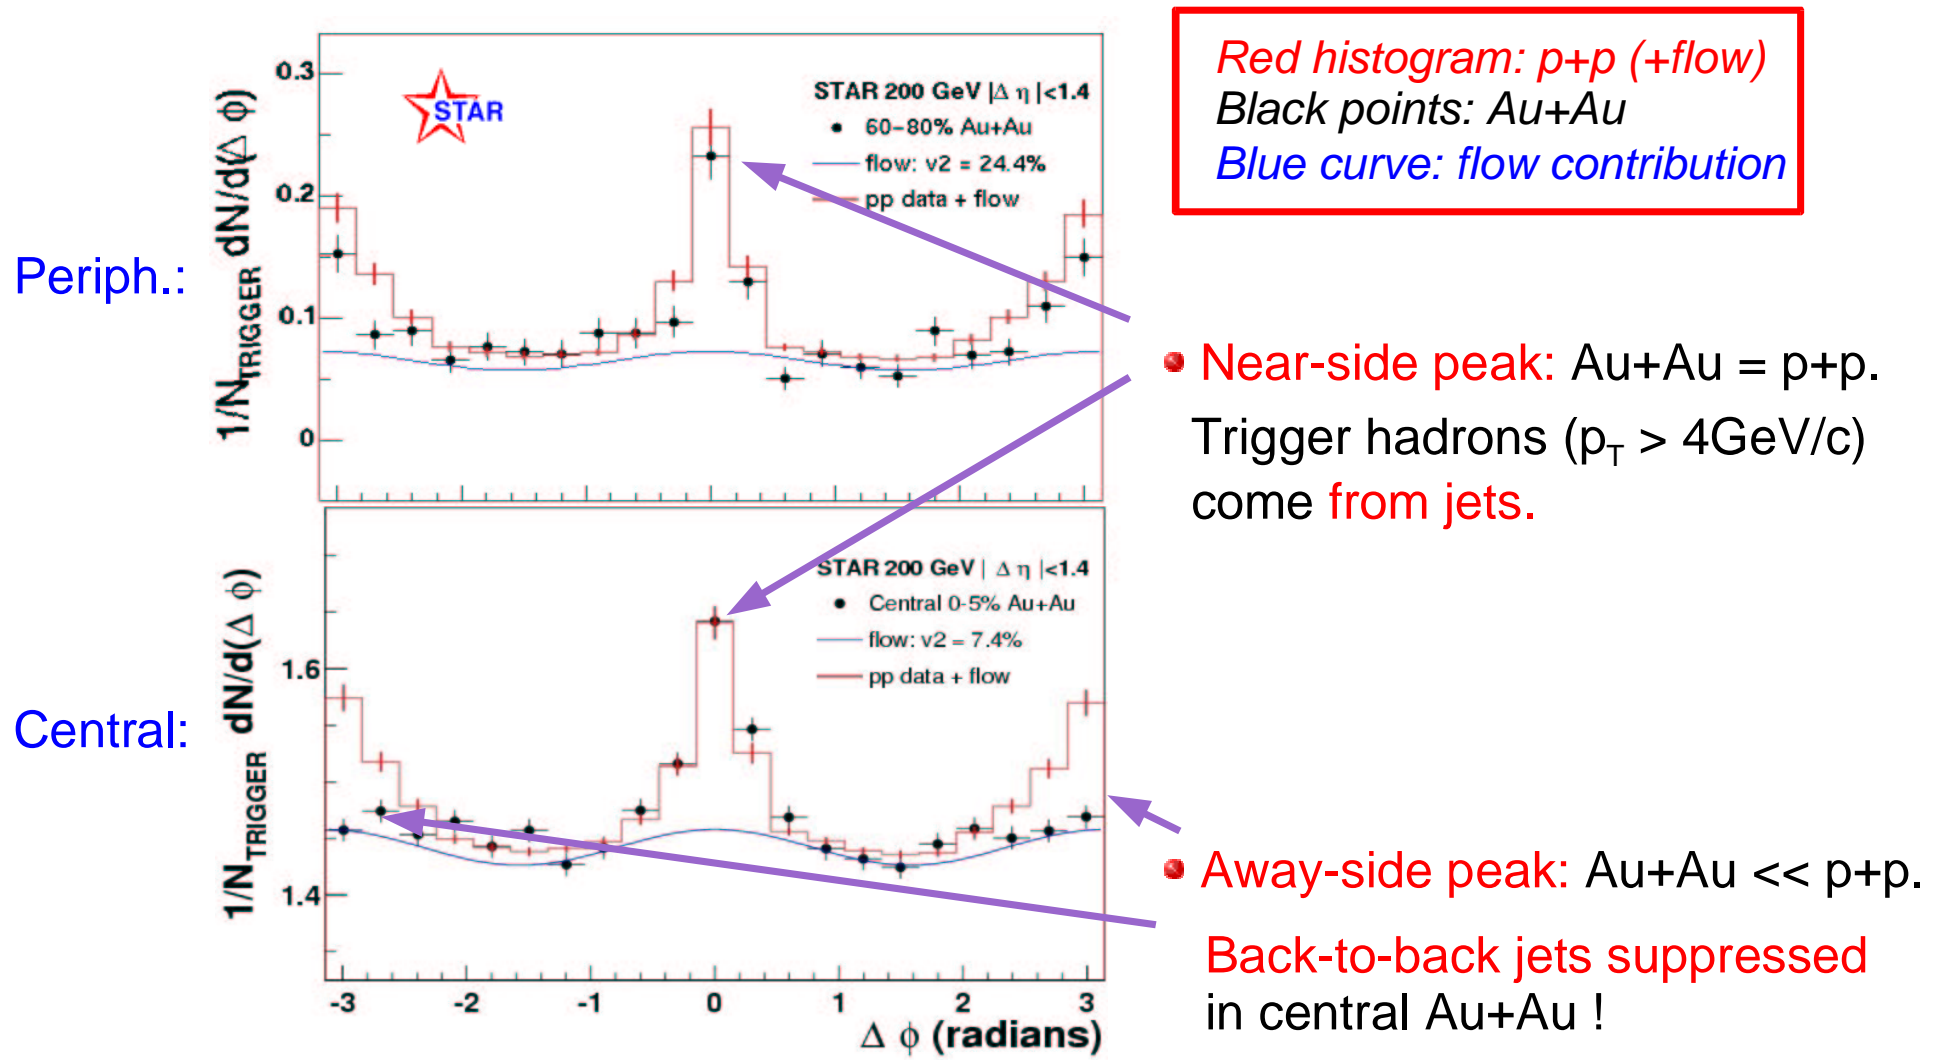 Red histogram: p+p (+flow)
Black points: Au+Au
Blue curve: flow contribution
Periph.:
1/N_TRIGGER dN/d(Δ ϕ)
0.3
0.2
0.1
0
STAR
STAR 200 GeV |Δ η|<1.4
60–80% Au+Au
flow: v2 = 24.4%
pp data + flow
Near-side peak: Au+Au = p+p.
Trigger hadrons (p_T > 4GeV/c)
come from jets.
Central:
1/N_TRIGGER dN/d(Δ ϕ)
1.6
1.4
STAR 200 GeV | Δ η |<1.4
Central 0-5% Au+Au
flow: v2 = 7.4%
pp data + flow
-3 -2 -1 0 1 2 3
Δ ϕ (radians)
Away-side peak: Au+Au << p+p.
Back-to-back jets suppressed
in central Au+Au !